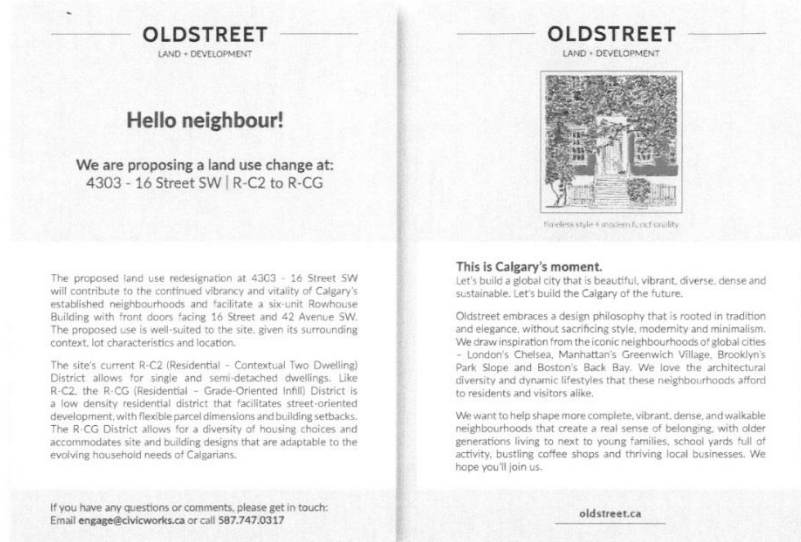 OLDSTREET
LAND + DEVELOPMENT
Hello neighbour!
We are proposing a land use change at:
4303 - 16 Street SW | R-C2 to R-CG
The proposed land use redesignation at 4303 - 16 Street SW
will contribute to the continued vibrancy and vitality of Calgary's
established neighbourhoods and facilitate a six-unit Rowhouse
Building with front doors facing 16 Street and 42 Avenue SW.
The proposed use is well-suited to the site, given its surrounding
context, lot characteristics and location.
The site's current R-C2 (Residential – Contextual Two Dwelling)
District allows for single and semi-detached dwellings. Like
R-C2, the R-CG (Residential – Grade-Oriented Infill) District is
a low density residential district that facilitates street-oriented
development, with flexible parcel dimensions and building setbacks.
The R-CG District allows for a diversity of housing choices and
accommodates site and building designs that are adaptable to the
evolving household needs of Calgarians.
If you have any questions or comments, please get in touch:
Email engage@civicworks.ca or call 587.747.0317
OLDSTREET
LAND + DEVELOPMENT
timeless style + modern functionality
This is Calgary's moment.
Let's build a global city that is beautiful, vibrant, diverse, dense and
sustainable. Let's build the Calgary of the future.
Oldstreet embraces a design philosophy that is rooted in tradition
and elegance, without sacrificing style, modernity and minimalism.
We draw inspiration from the iconic neighbourhoods of global cities
– London's Chelsea, Manhattan's Greenwich Village, Brooklyn's
Park Slope and Boston's Back Bay. We love the architectural
diversity and dynamic lifestyles that these neighbourhoods afford
to residents and visitors alike.
We want to help shape more complete, vibrant, dense, and walkable
neighbourhoods that create a real sense of belonging, with older
generations living to next to young families, school yards full of
activity, bustling coffee shops and thriving local businesses. We
hope you'll join us.
oldstreet.ca